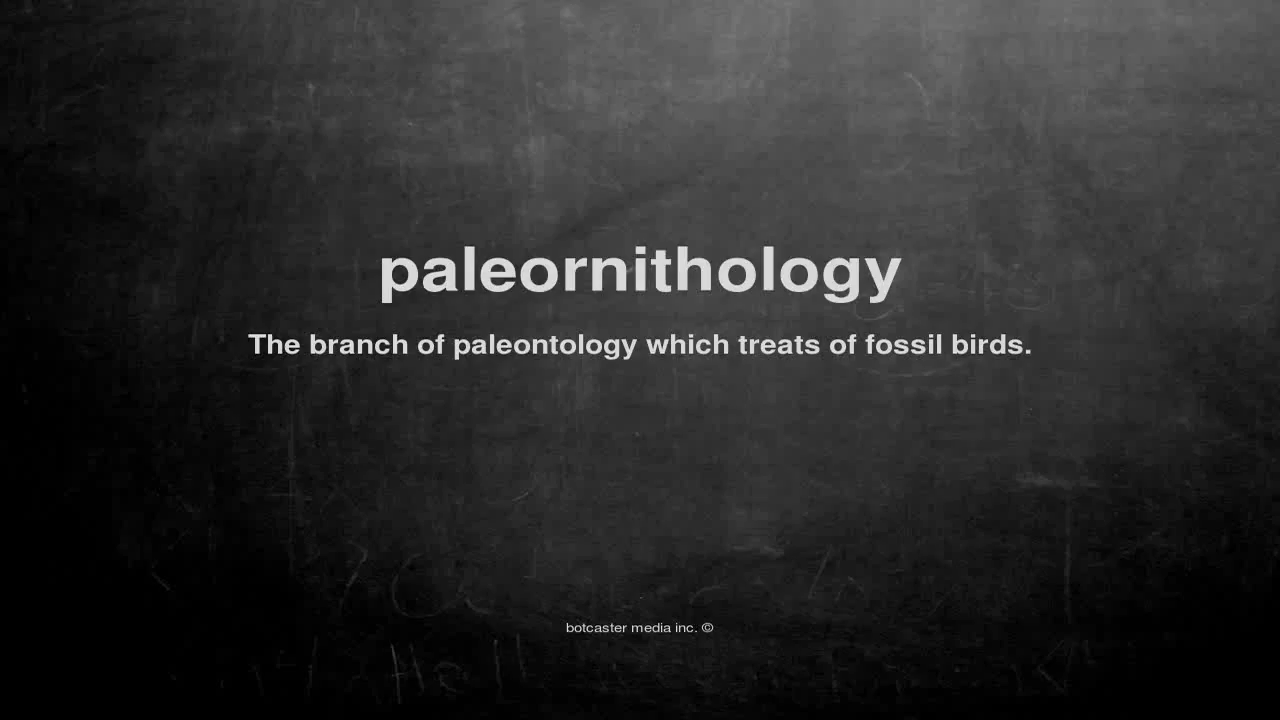 paleornithology
The branch of paleontology which treats of fossil birds.
botcaster media inc. ©